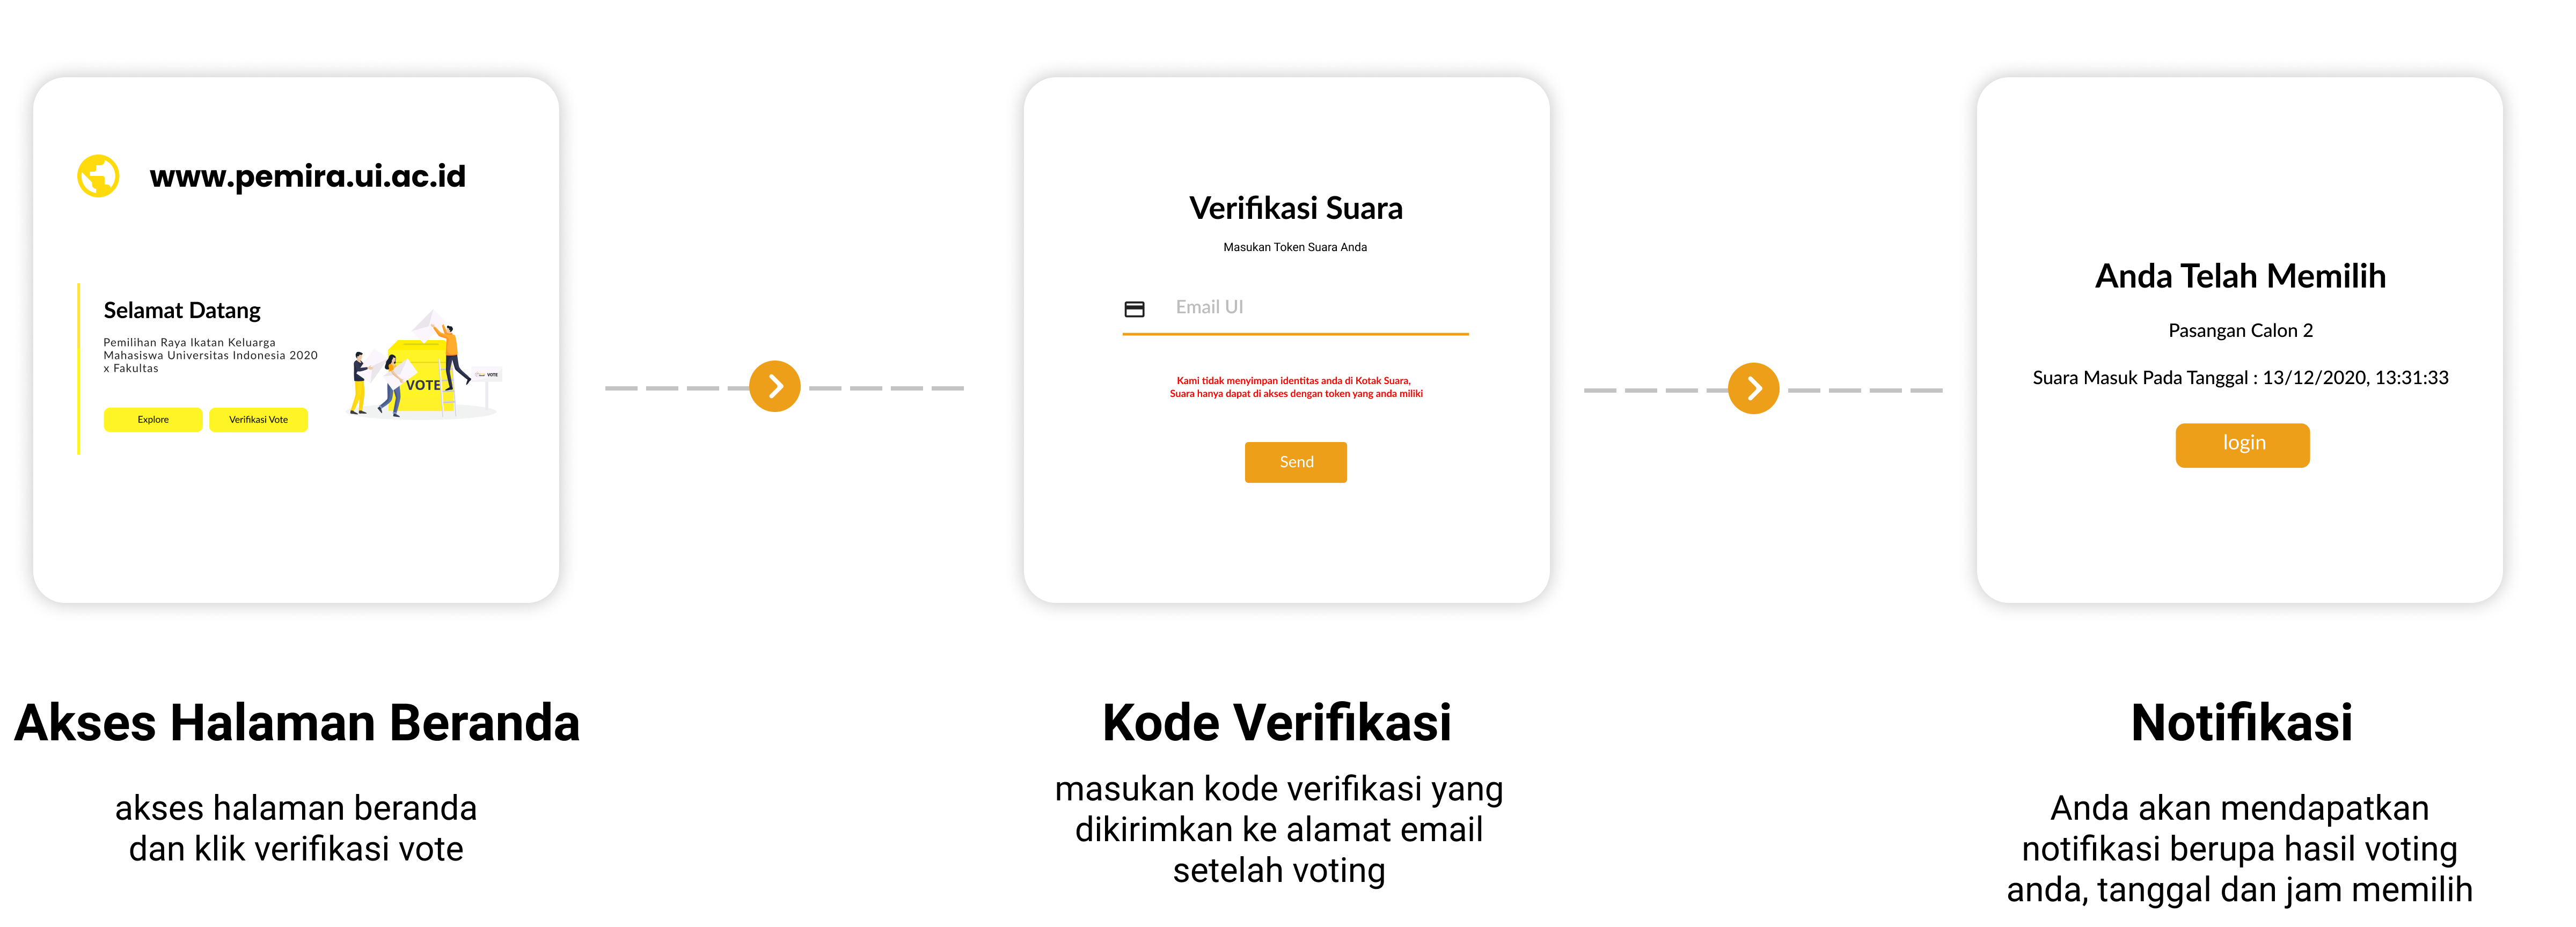 www.pemira.ui.ac.id
Selamat Datang
Pemilihan Raya Ikatan Keluarga
Mahasiswa Universitas Indonesia 2020
x Fakultas
Explore
Verifikasi Vote
VOTE
VOTE
Verifikasi Suara
Masukan Token Suara Anda
Email UI
Kami tidak menyimpan identitas anda di Kotak Suara,
Suara hanya dapat di akses dengan token yang anda miliki
Send
Anda Telah Memilih
Pasangan Calon 2
Suara Masuk Pada Tanggal : 13/12/2020, 13:31:33
login
Akses Halaman Beranda
akses halaman beranda
dan klik verifikasi vote
Kode Verifikasi
masukan kode verifikasi yang
dikirimkan ke alamat email
setelah voting
Notifikasi
Anda akan mendapatkan
notifikasi berupa hasil voting
anda, tanggal dan jam memilih